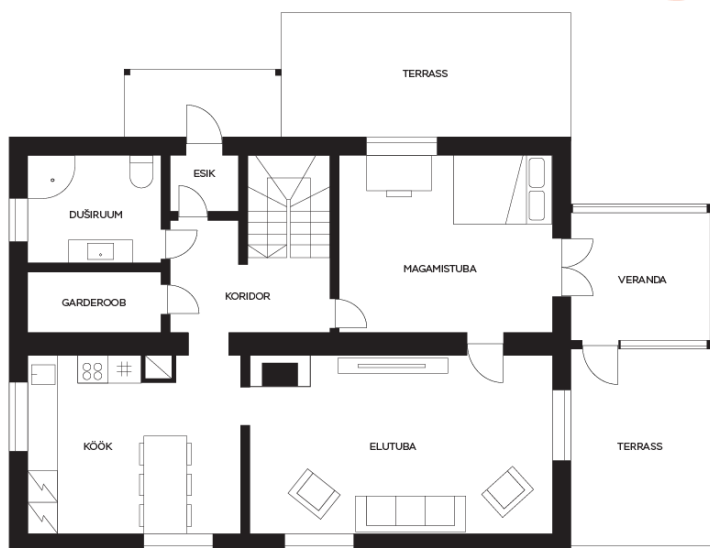 TERRASS
ESIK
DUŠIRUUM
MAGAMISTUBA
VERANDA
KORIDOR
GARDEROOB
KÖÖK
ELUTUBA
TERRASS